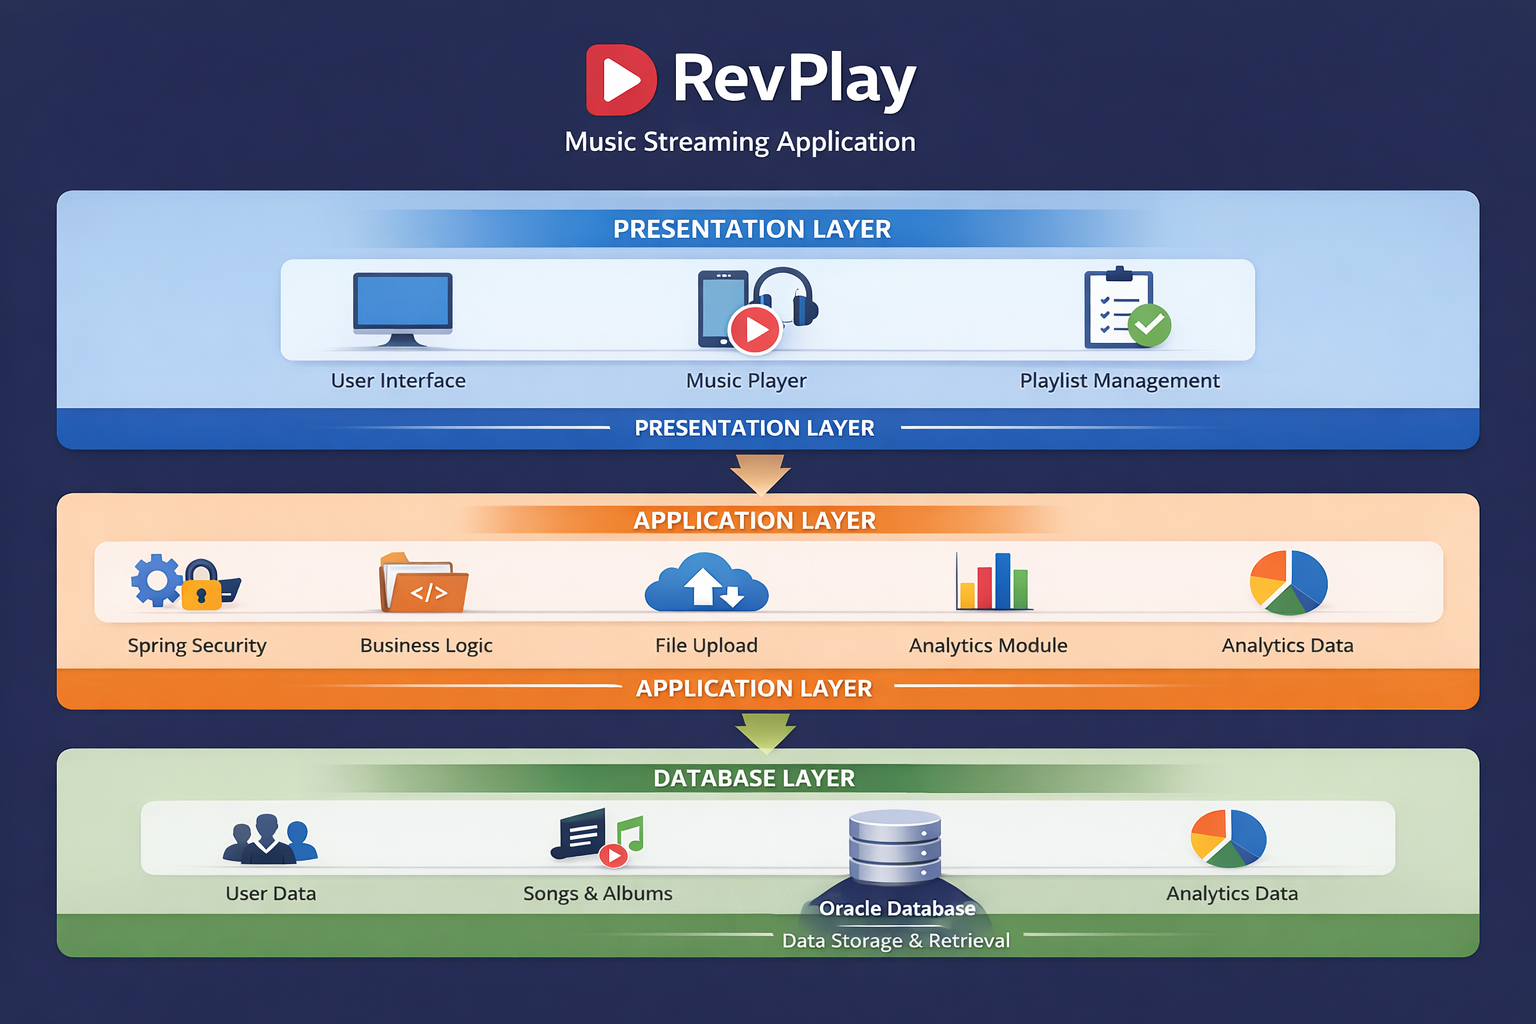 RevPlay
Music Streaming Application
PRESENTATION LAYER
User Interface
Music Player
Playlist Management
PRESENTATION LAYER
APPLICATION LAYER
</>
Spring Security
Business Logic
File Upload
Analytics Module
Analytics Data
APPLICATION LAYER
DATABASE LAYER
User Data
Songs & Albums
Oracle Database
Analytics Data
Data Storage & Retrieval